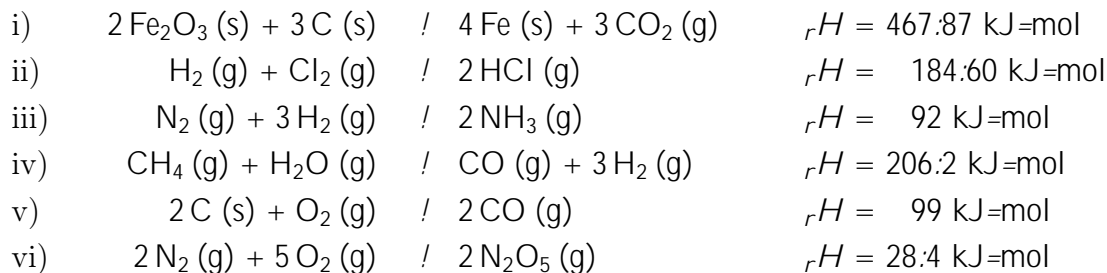 i) 2 Fe₂O₃ (s) + 3 C (s) ! 4 Fe (s) + 3 CO₂ (g) ᵣH = 467:87 kJ=mol
ii) H₂ (g) + Cl₂ (g) ! 2 HCl (g) ᵣH = 184:60 kJ=mol
iii) N₂ (g) + 3 H₂ (g) ! 2 NH₃ (g) ᵣH = 92 kJ=mol
iv) CH₄ (g) + H₂O (g) ! CO (g) + 3 H₂ (g) ᵣH = 206:2 kJ=mol
v) 2 C (s) + O₂ (g) ! 2 CO (g) ᵣH = 99 kJ=mol
vi) 2 N₂ (g) + 5 O₂ (g) ! 2 N₂O₅ (g) ᵣH = 28:4 kJ=mol